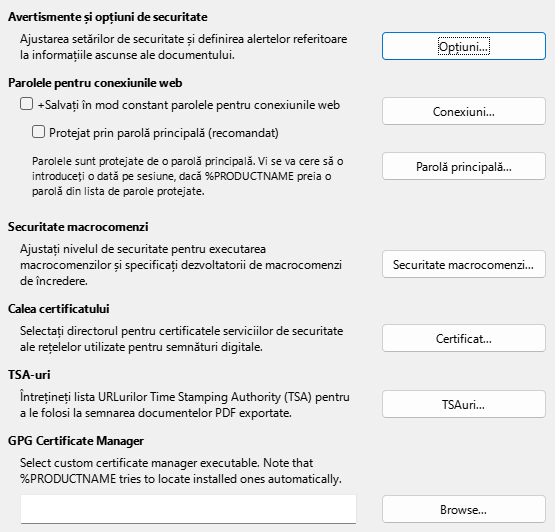 Avertismente și opțiuni de securitate
Ajustarea setărilor de securitate și definirea alertelor referitoare
la informațiile ascunse ale documentului.
Opțiuni...
Parolele pentru conexiunile web
+Salvați în mod constant parolele pentru conexiunile web
Conexiuni...
Protejat prin parolă principală (recomandat)
Parolele sunt protejate de o parolă principală. Vi se va cere să o
introduceți o dată pe sesiune, dacă %PRODUCTNAME preia o
parolă din lista de parole protejate.
Parolă principală...
Securitate macrocomenzi
Ajustați nivelul de securitate pentru executarea
macrocomenzilor și specificați dezvoltatorii de macrocomenzi
de încredere.
Securitate macrocomenzi...
Calea certificatului
Selectați directorul pentru certificatele serviciilor de securitate
ale rețelelor utilizate pentru semnături digitale.
Certificat...
TSA-uri
Întrețineți lista URLurilor Time Stamping Authority (TSA) pentru
a le folosi la semnarea documentelor PDF exportate.
TSAuri...
GPG Certificate Manager
Select custom certificate manager executable. Note that
%PRODUCTNAME tries to locate installed ones automatically.
Browse...